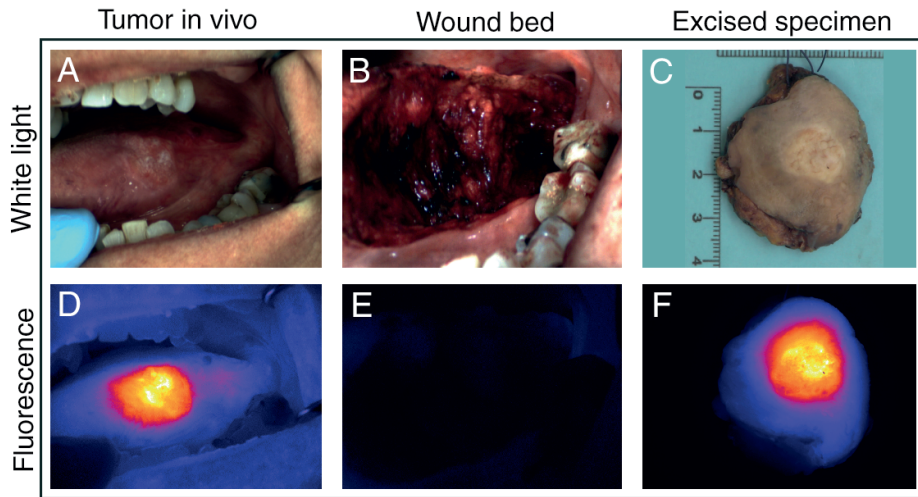 Tumor in vivo Wound bed Excised specimen
White light
A B C
0
1
2
3
4
Fluorescence
D E F